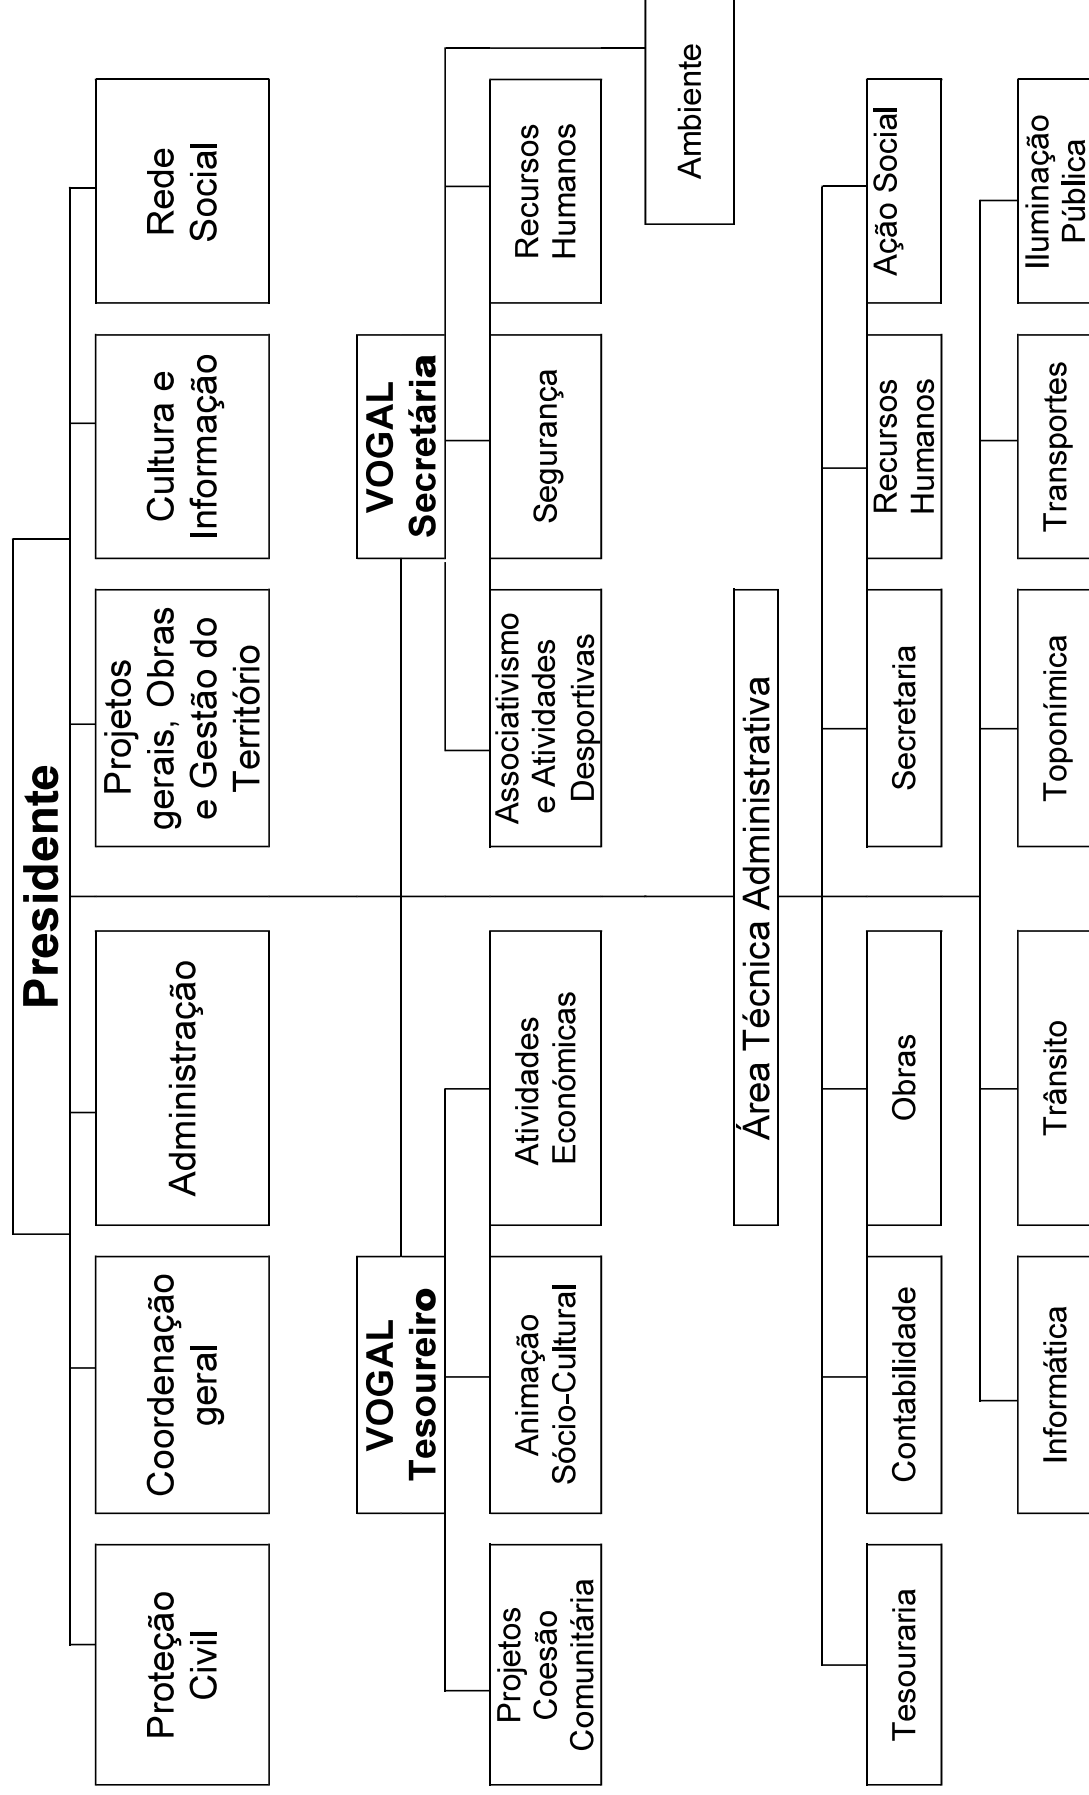 Presidente
Proteção
Civil
Coordenação
geral
Administração
Projetos
gerais, Obras
e Gestão do
Território
Cultura e
Informação
Rede
Social
VOGAL
Tesoureiro
VOGAL
Secretária
Projetos
Coesão
Comunitária
Animação
Sócio-Cultural
Atividades
Económicas
Associativismo
e Atividades
Desportivas
Segurança
Recursos
Humanos
Ambiente
Área Técnica Administrativa
Tesouraria
Contabilidade
Obras
Secretaria
Recursos
Humanos
Ação Social
Informática
Trânsito
Toponímica
Transportes
Iluminação
Pública